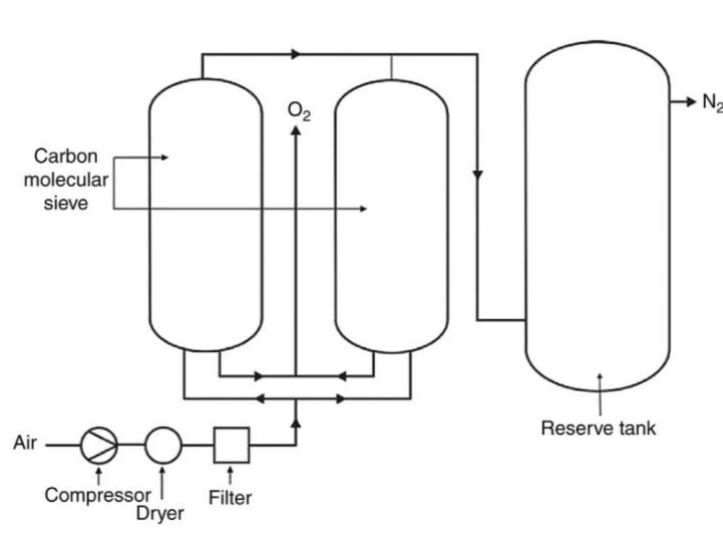 O₂
N₂
Carbon
molecular
sieve
Reserve tank
Air
Compressor
Dryer
Filter